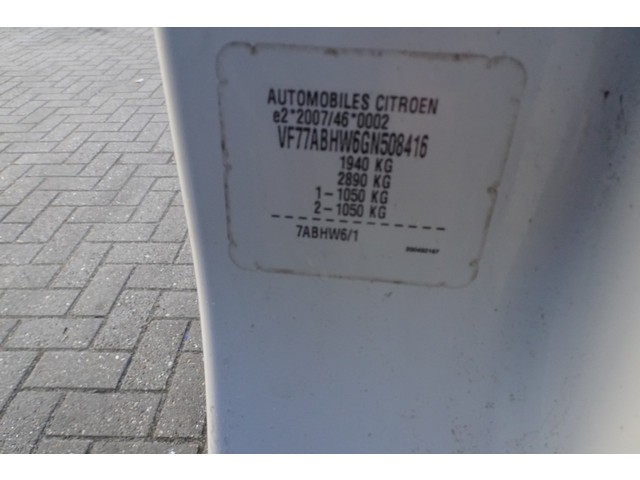 AUTOMOBILES CITROEN
e2*2007/46*0002
VF77ABHW6GN508416
1940 KG
2890 KG
1-1050 KG
2-1050 KG
7ABHW6/1